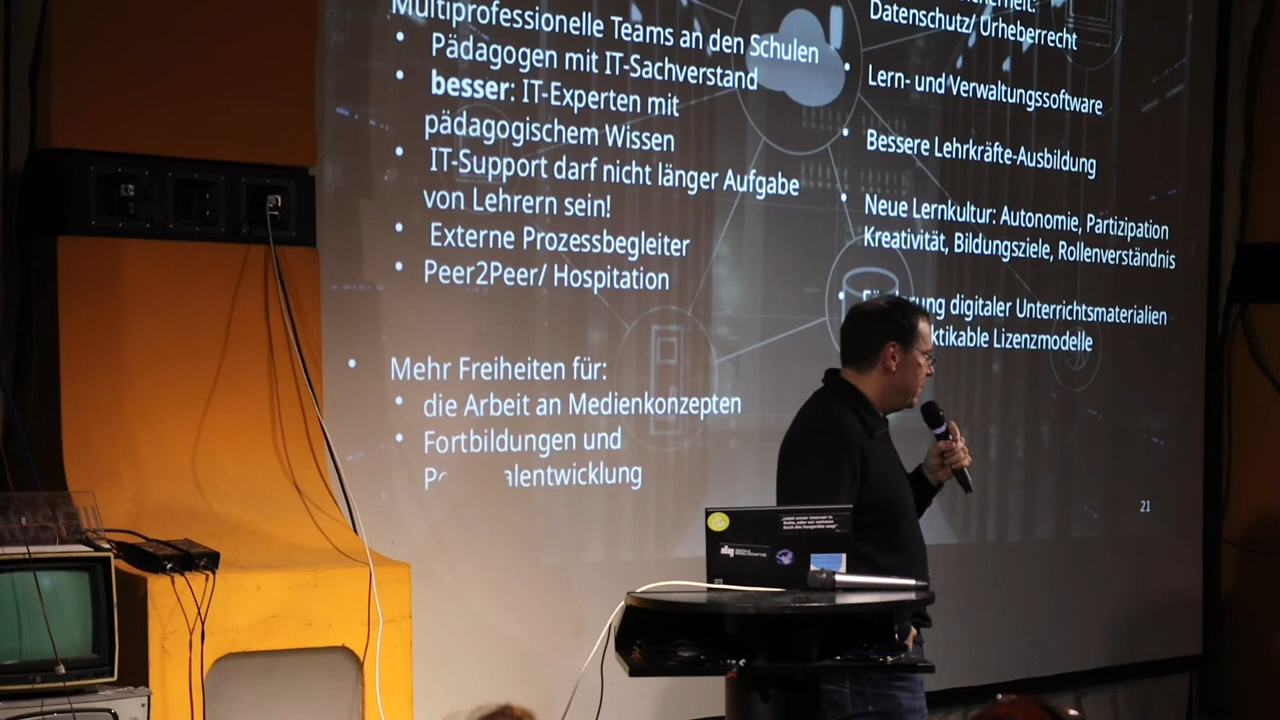 Multiprofessionelle Teams an den Schulen
• Pädagogen mit IT-Sachverstand
• besser: IT-Experten mit
pädagogischem Wissen
• IT-Support darf nicht länger Aufgabe
von Lehrern sein!
• Externe Prozessbegleiter
• Peer2Peer/ Hospitation
• Mehr Freiheiten für:
• die Arbeit an Medienkonzepten
• Fortbildungen und
alentwicklung
Datenschutz/ Urheberrecht
• Lern- und Verwaltungssoftware
• Bessere Lehrkräfte-Ausbildung
• Neue Lernkultur: Autonomie, Partizipation
Kreativität, Bildungsziele, Rollenverständnis
• digitaler Unterrichtsmaterialien
Lizenzmodelle
21